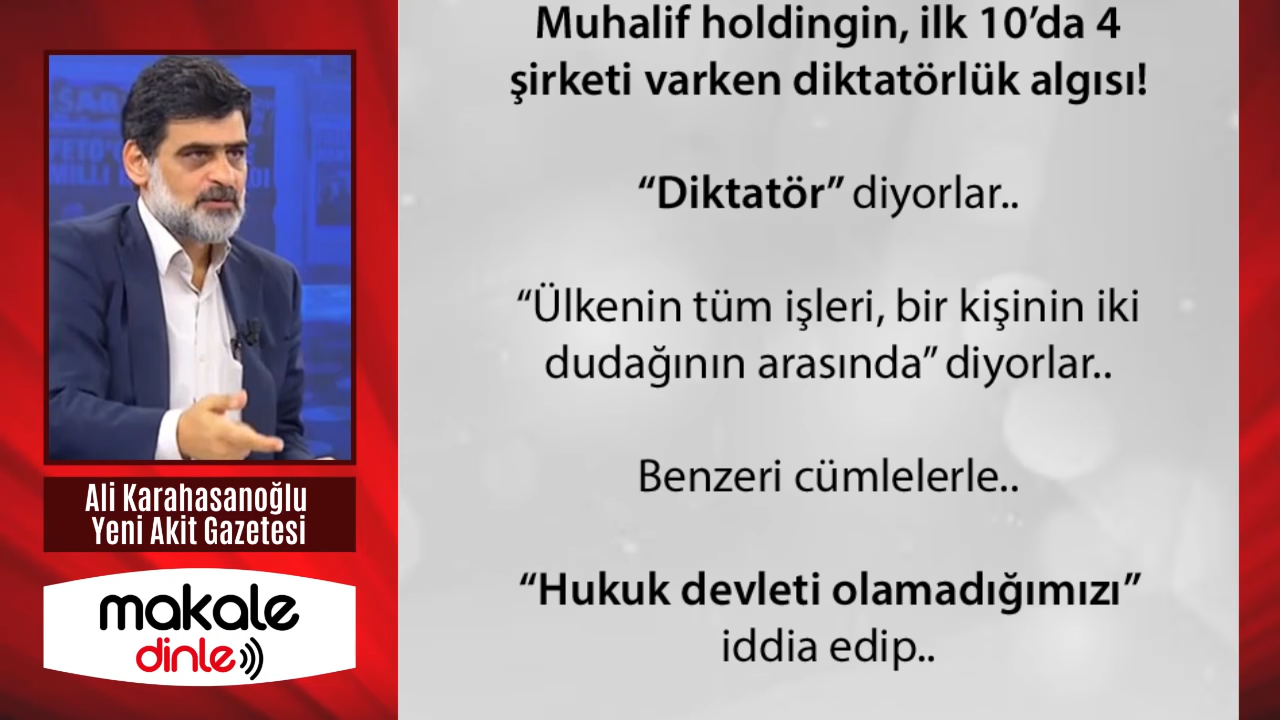 Muhalif holdingin, ilk 10’da 4
şirketi varken diktatörlük algısı!
“Diktatör” diyorlar..
“Ülkenin tüm işleri, bir kişinin iki
dudağının arasında” diyorlar..
Benzeri cümlelerle..
“Hukuk devleti olamadığımızı”
iddia edip..
Ali Karahasanoğlu
Yeni Akit Gazetesi
makale
dinle